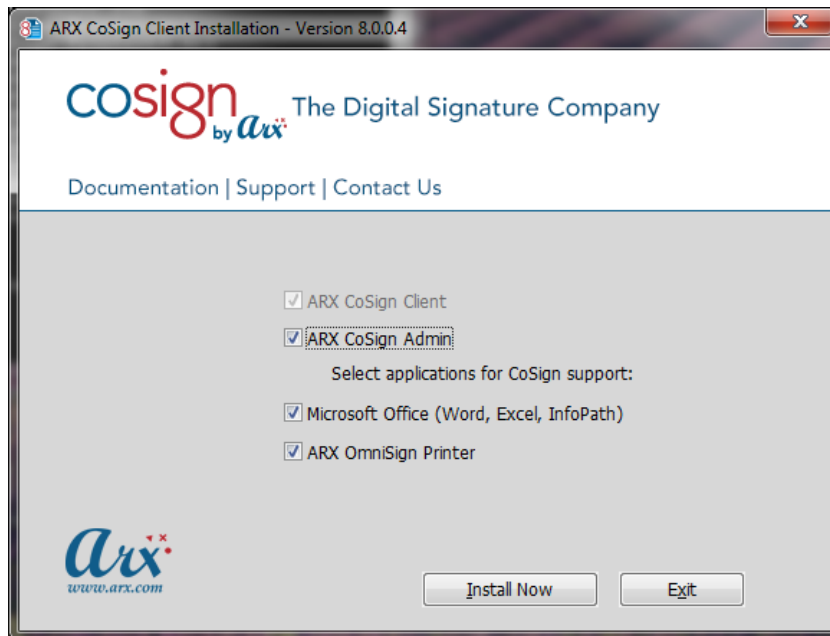 8 ARX CoSign Client Installation - Version 8.0.0.4
cosign by arx The Digital Signature Company
Documentation | Support | Contact Us
ARX CoSign Client
ARX CoSign Admin
Select applications for CoSign support:
Microsoft Office (Word, Excel, InfoPath)
ARX OmniSign Printer
arx
www.arx.com
Install Now Exit